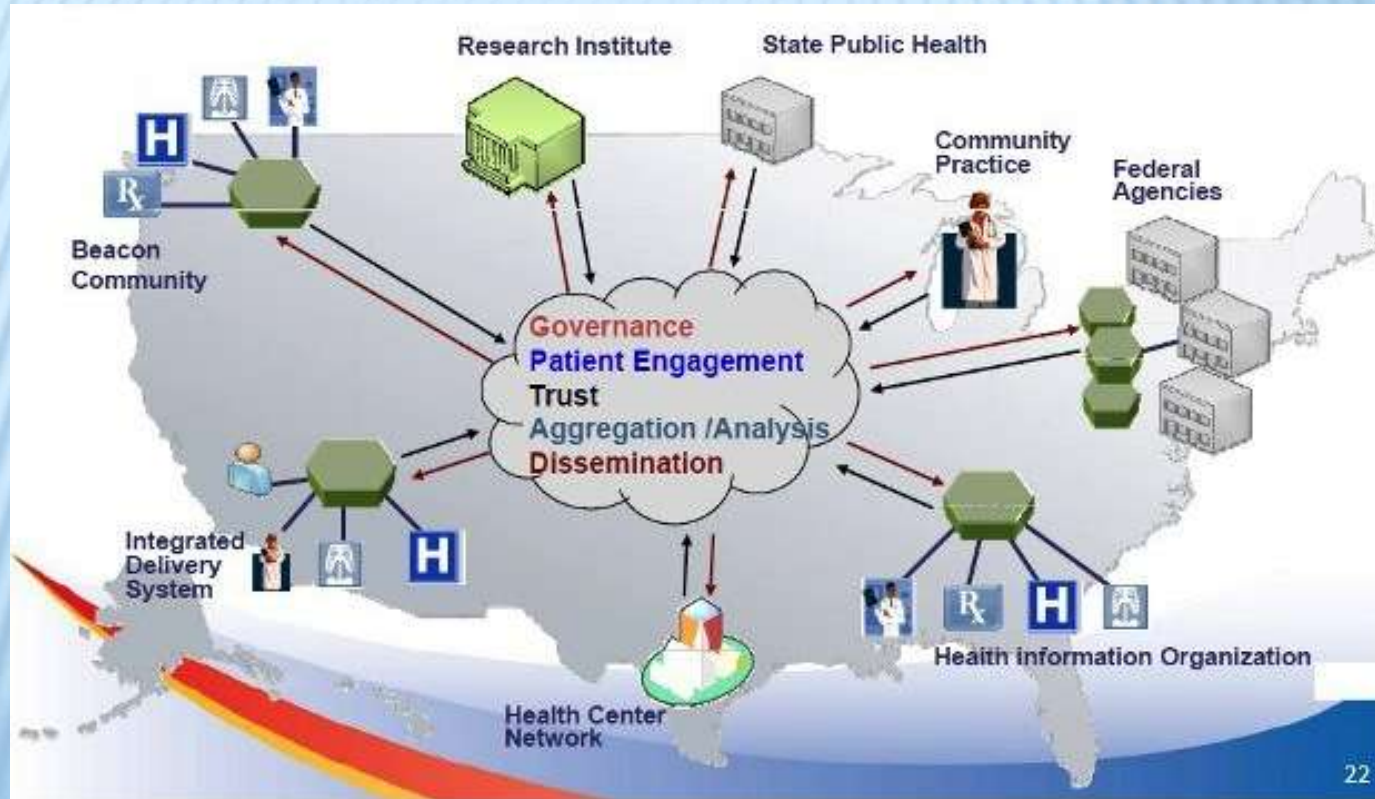 Research Institute
State Public Health
Community
Practice
Federal
Agencies
H
Rx
Beacon
Community
Governance
Patient Engagement
Trust
Aggregation /Analysis
Dissemination
Integrated
Delivery
System
H
Rx
H
Health information Organization
Health Center
Network
22